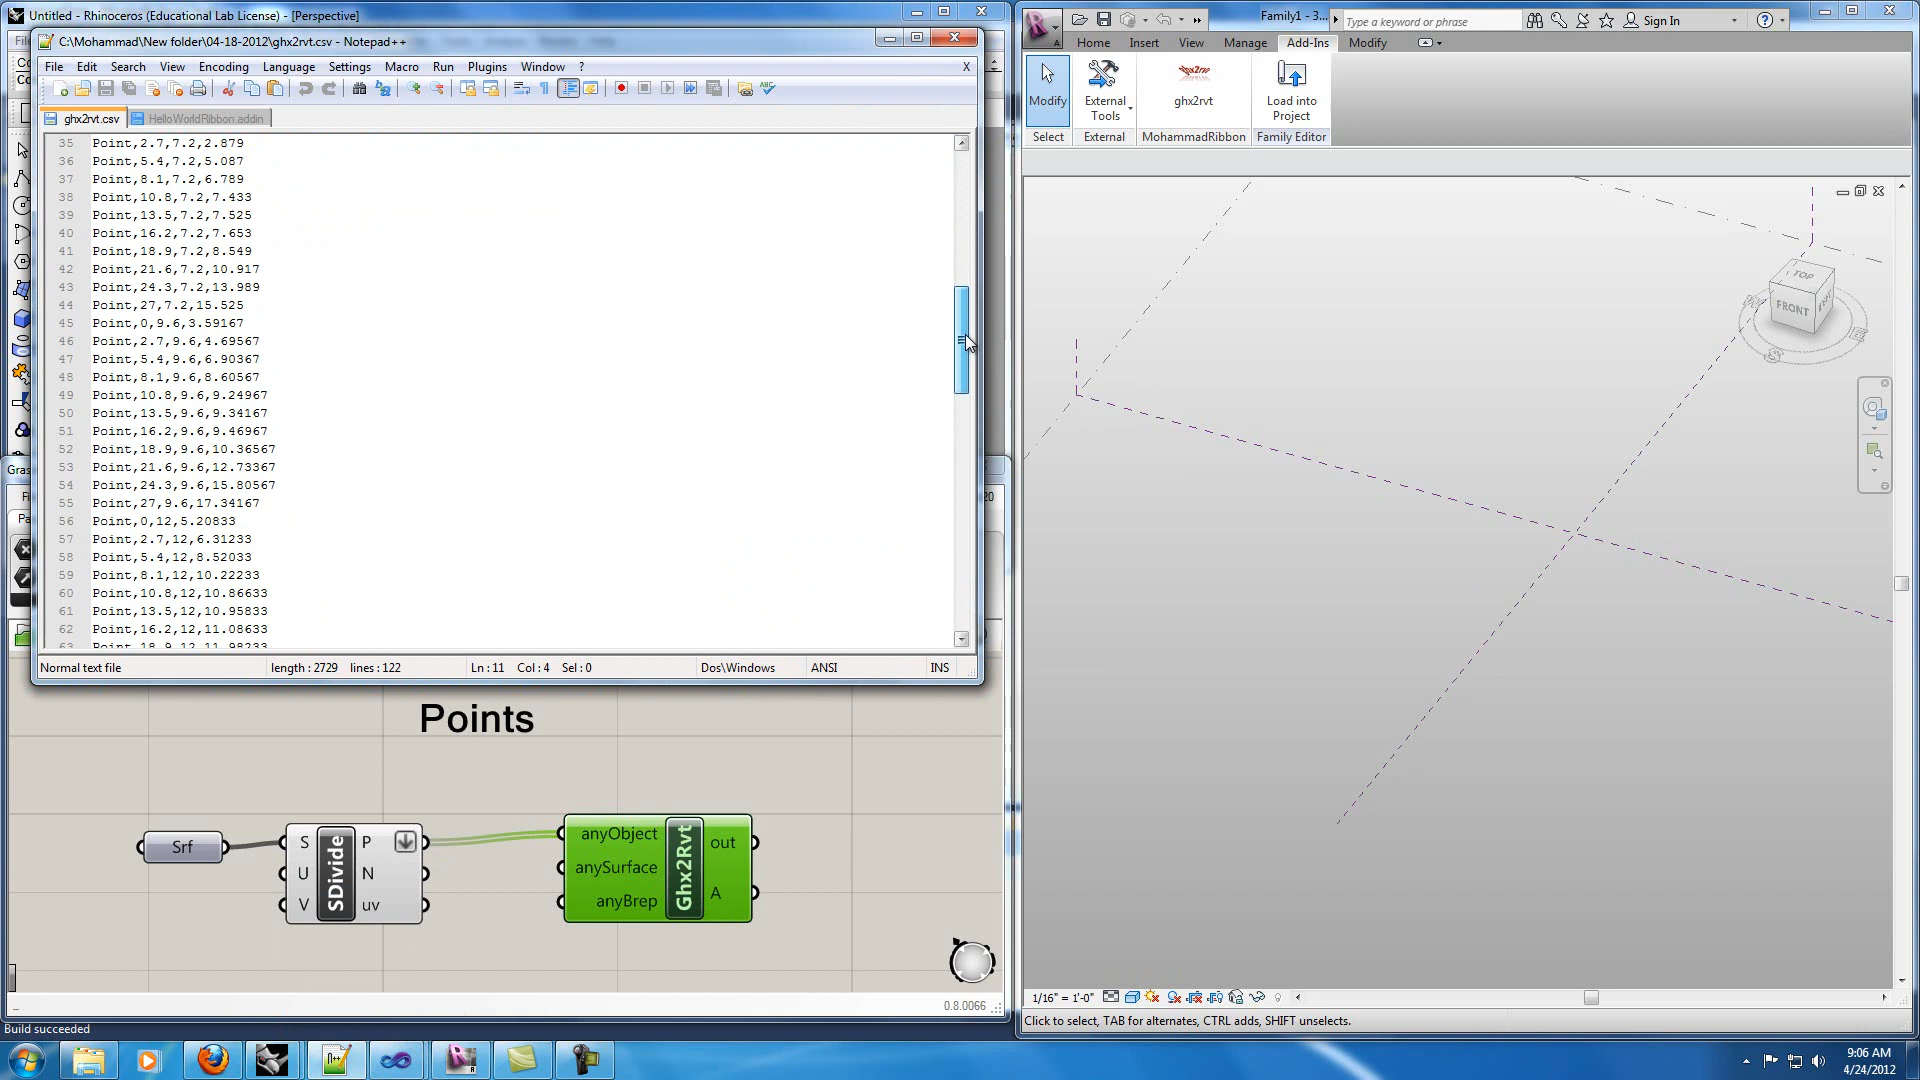 Untitled - Rhinoceros (Educational Lab License) - [Perspective]
C:\Mohammad\New folder\04-18-2012\ghx2rvt.csv - Notepad++
File Edit Search View Encoding Language Settings Macro Run Plugins Window ? X
ghx2rvt.csv HelloWorldRibbon.addin
35 Point,2.7,7.2,2.879
36 Point,5.4,7.2,5.087
37 Point,8.1,7.2,6.789
38 Point,10.8,7.2,7.433
39 Point,13.5,7.2,7.525
40 Point,16.2,7.2,7.653
41 Point,18.9,7.2,8.549
42 Point,21.6,7.2,10.917
43 Point,24.3,7.2,13.989
44 Point,27,7.2,15.525
45 Point,0,9.6,3.59167
46 Point,2.7,9.6,4.69567
47 Point,5.4,9.6,6.90367
48 Point,8.1,9.6,8.60567
49 Point,10.8,9.6,9.24967
50 Point,13.5,9.6,9.34167
51 Point,16.2,9.6,9.46967
52 Point,18.9,9.6,10.36567
53 Point,21.6,9.6,12.73367
54 Point,24.3,9.6,15.80567
55 Point,27,9.6,17.34167
56 Point,0,12,5.20833
57 Point,2.7,12,6.31233
58 Point,5.4,12,8.52033
59 Point,8.1,12,10.22233
60 Point,10.8,12,10.86633
61 Point,13.5,12,10.95833
62 Point,16.2,12,11.08633
63 Point,18.9,12,11.98233
Normal text file length : 2729 lines : 122 Ln : 11 Col : 4 Sel : 0 Dos\Windows ANSI INS
Points
Srf
S U V SDivide P N uv
anyObject anySurface anyBrep Ghx2Rvt out A
0.8.0066
Build succeeded
Family1 - 3...
Type a keyword or phrase
Sign In
Home Insert View Manage Add-Ins Modify
Modify
External Tools
ghx2rvt
Load into Project
Select External MohammadRibbon Family Editor
TOP
FRONT
1/16" = 1'-0"
Click to select, TAB for alternates, CTRL adds, SHIFT unselects.
9:06 AM
4/24/2012